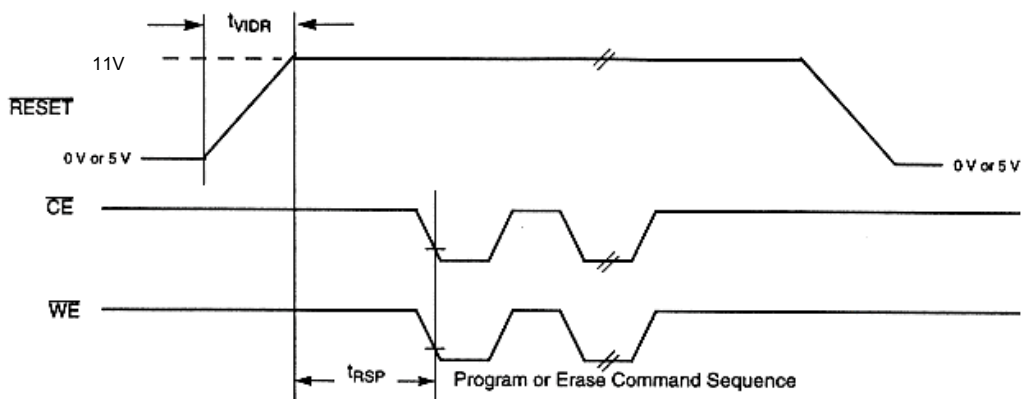 tVIDR
11V
RESET
0 V or 5 V
0 V or 5 V
CE
WE
tRSP
Program or Erase Command Sequence